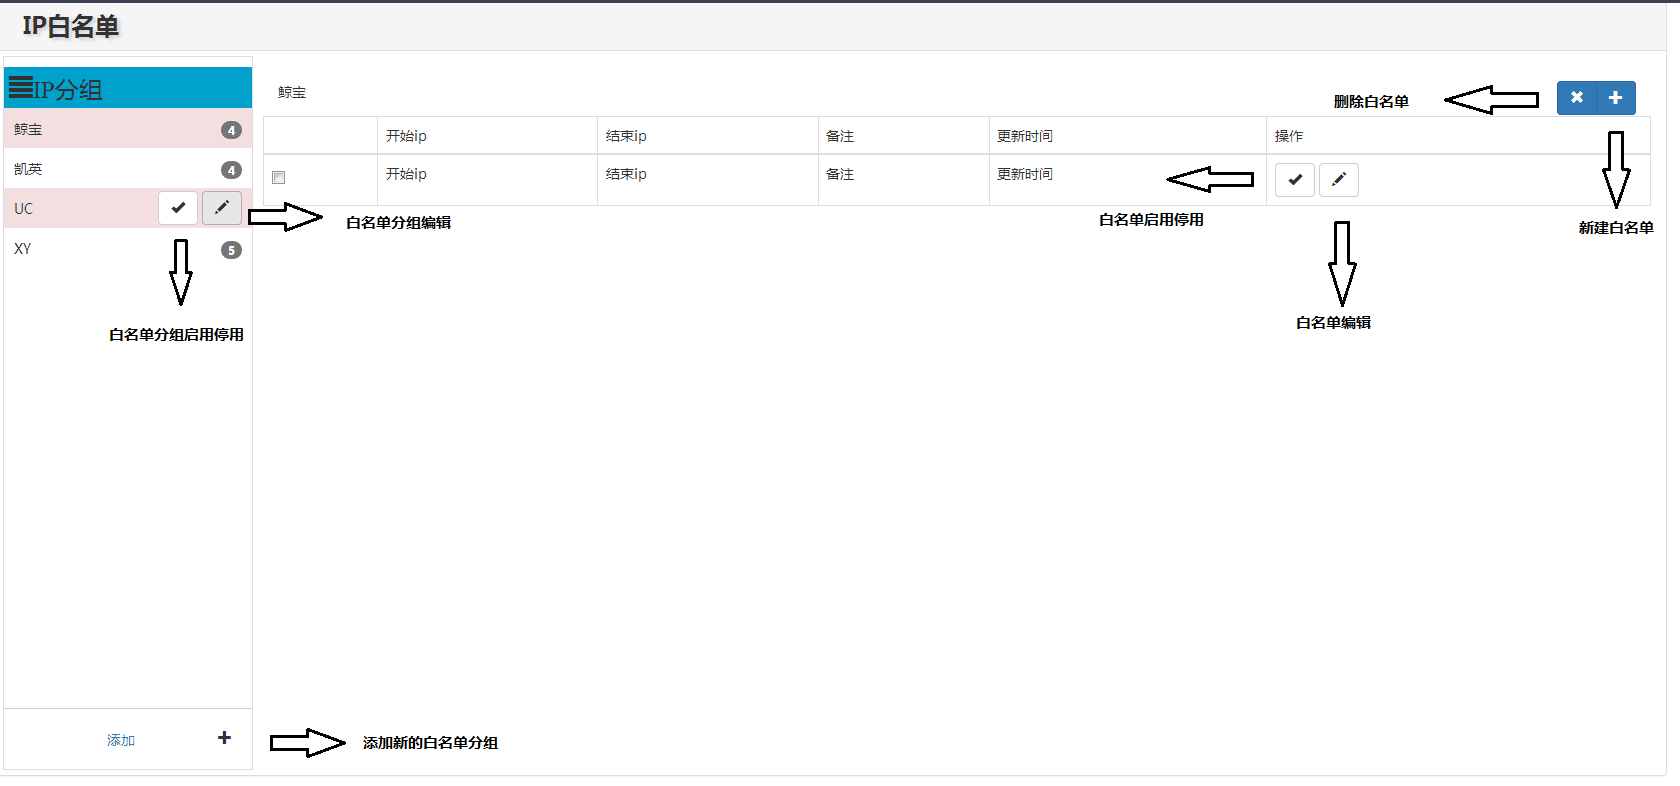 IP白名单
IP分组
鲸宝 4
凯英 4
UC
XY 5
白名单分组编辑
白名单分组启用停用
添加
添加新的白名单分组
鲸宝
删除白名单
开始ip 结束ip 备注 更新时间 操作
开始ip 结束ip 备注 更新时间
白名单启用停用
新建白名单
白名单编辑